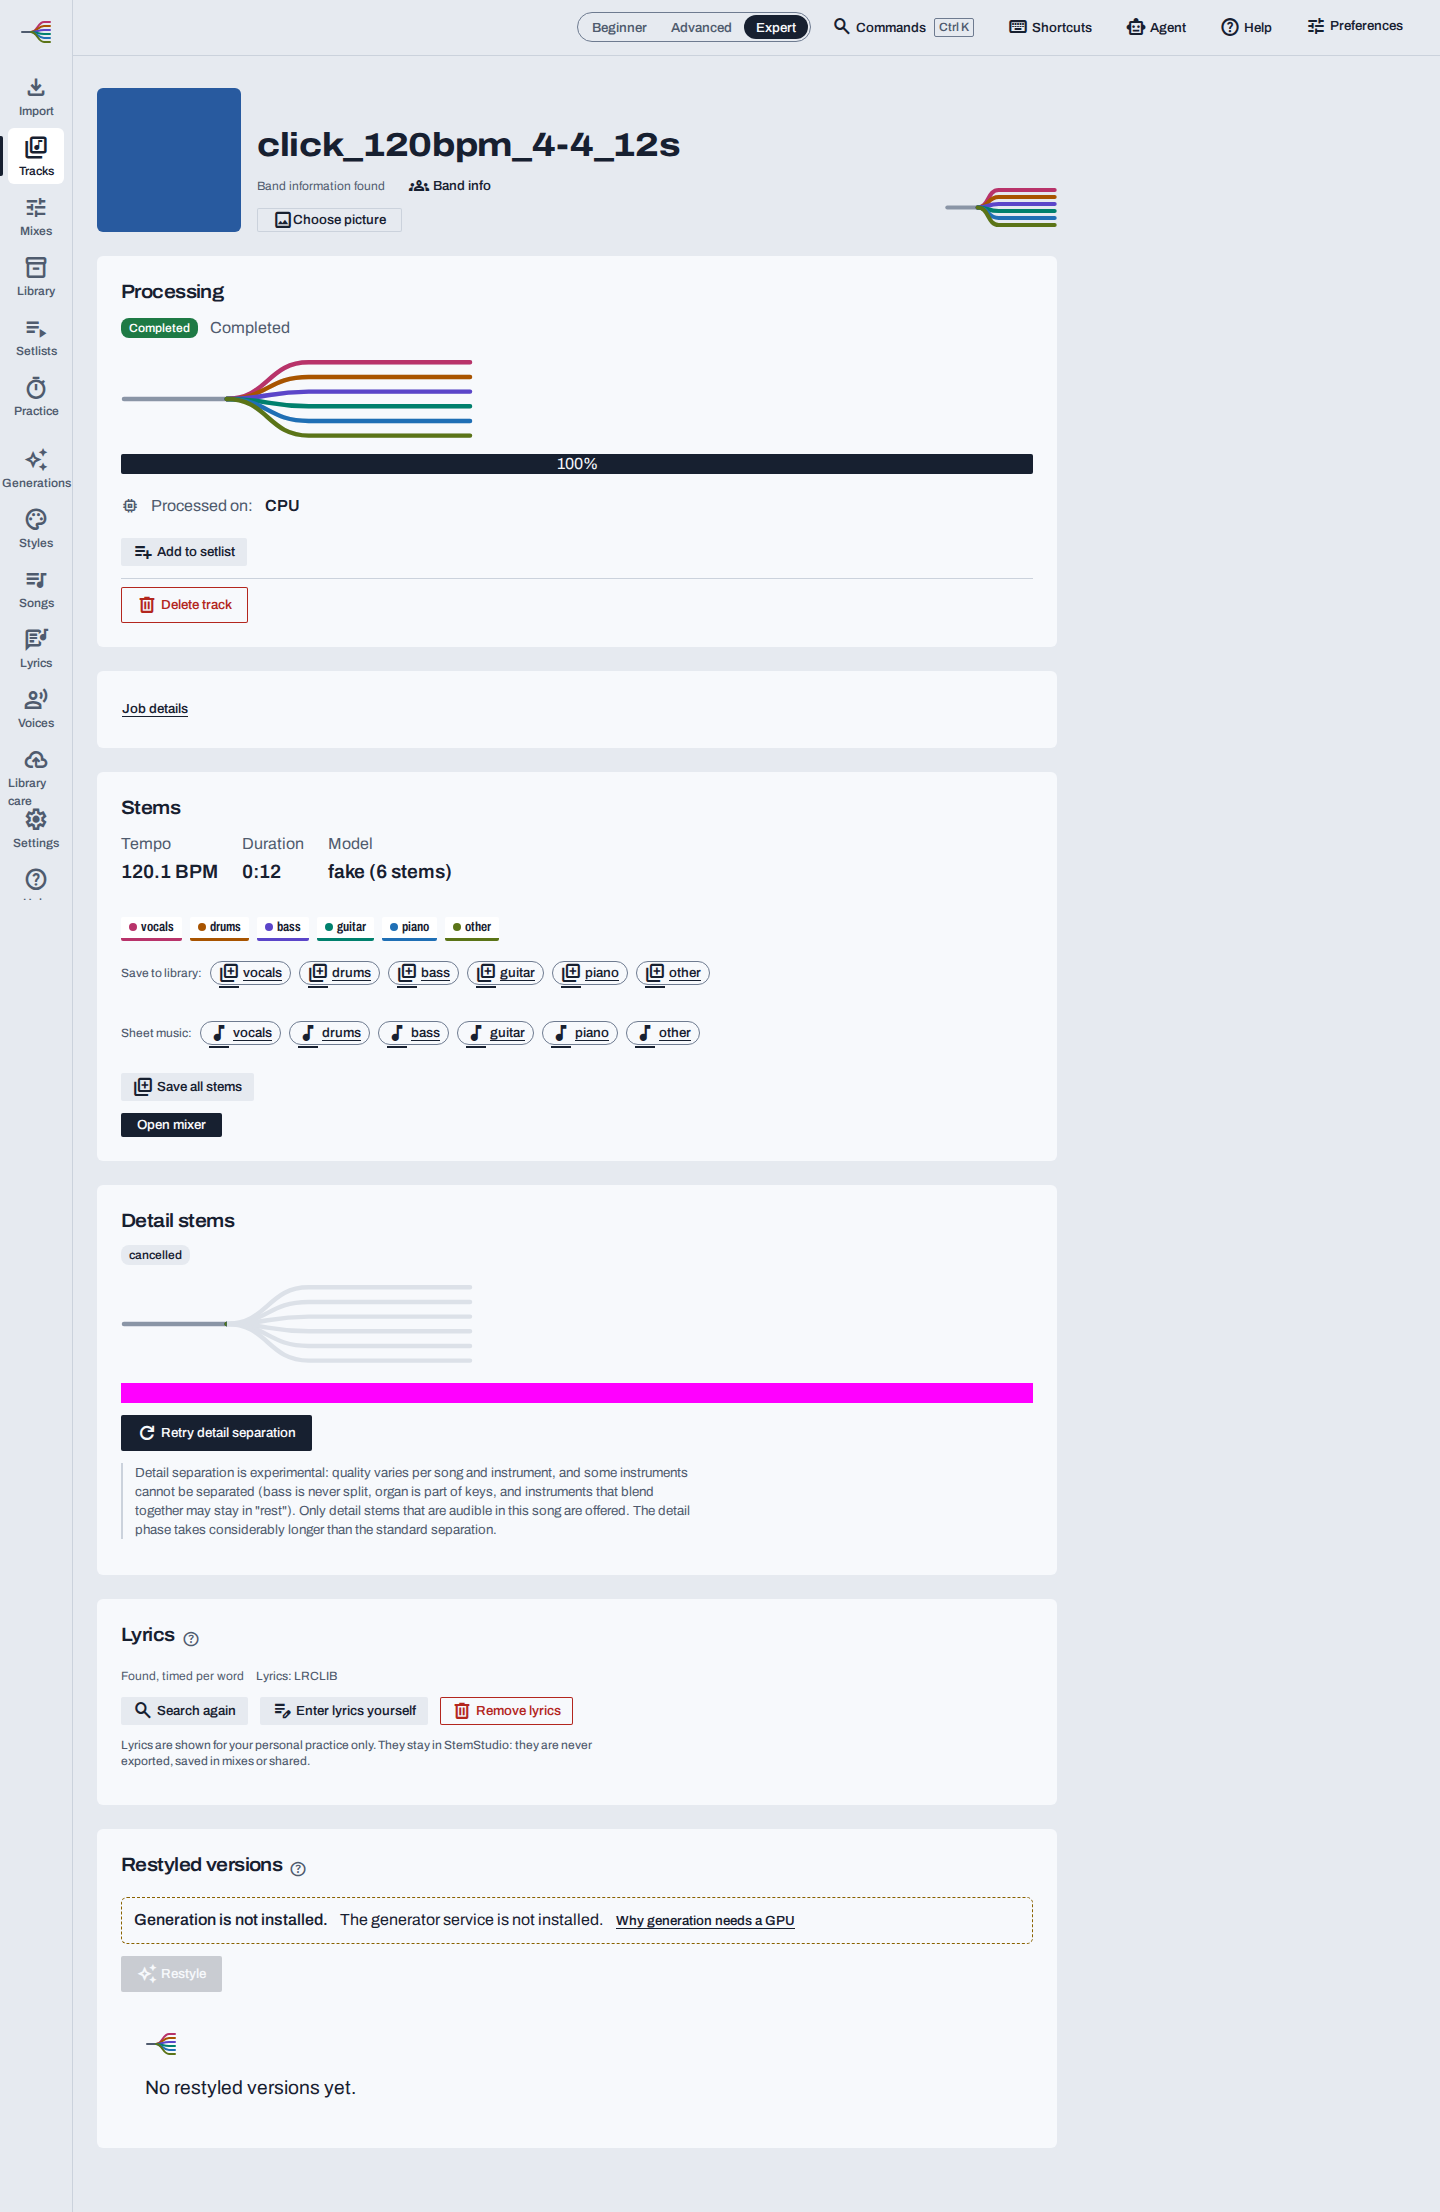 Beginner Advanced Expert Commands Ctrl K Shortcuts Agent Help Preferences
Import
Tracks
Mixes
Library
Setlists
Practice
Generations
Styles
Songs
Lyrics
Voices
Library
care
Settings
click_120bpm_4-4_12s
Band information found Band info
Choose picture
Processing
Completed Completed
100%
Processed on: CPU
Add to setlist
Delete track
Job details
Stems
Tempo Duration Model
120.1 BPM 0:12 fake (6 stems)
vocals drums bass guitar piano other
Save to library: vocals drums bass guitar piano other
Sheet music: vocals drums bass guitar piano other
Save all stems
Open mixer
Detail stems
cancelled
Retry detail separation
Detail separation is experimental: quality varies per song and instrument, and some instruments
cannot be separated (bass is never split, organ is part of keys, and instruments that blend
together may stay in "rest"). Only detail stems that are audible in this song are offered. The detail
phase takes considerably longer than the standard separation.
Lyrics
Found, timed per word Lyrics: LRCLIB
Search again Enter lyrics yourself Remove lyrics
Lyrics are shown for your personal practice only. They stay in StemStudio: they are never
exported, saved in mixes or shared.
Restyled versions
Generation is not installed. The generator service is not installed. Why generation needs a GPU
Restyle
No restyled versions yet.